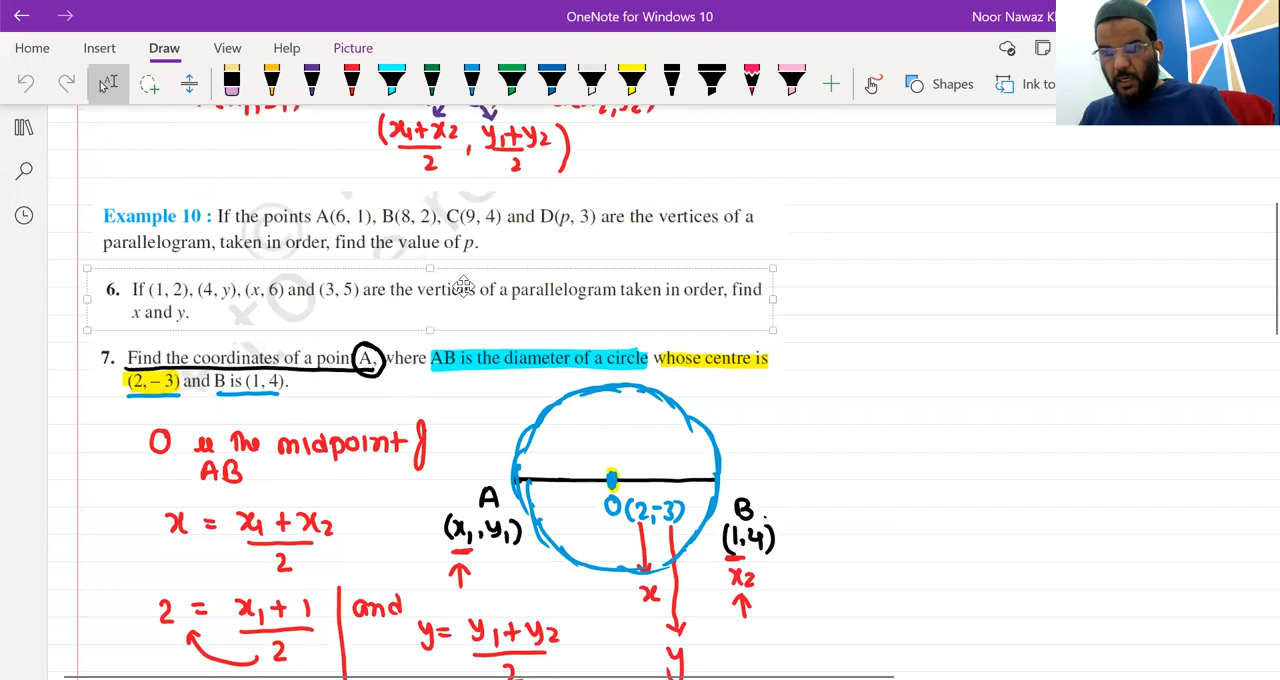 OneNote for Windows 10
Noor Nawaz
Home Insert Draw View Help Picture
Shapes Ink to
(x₁+x₂/2 , y₁+y₂/2)
Example 10 : If the points A(6, 1), B(8, 2), C(9, 4) and D(p, 3) are the vertices of a
parallelogram, taken in order, find the value of p.
6. If (1, 2), (4, y), (x, 6) and (3, 5) are the vertices of a parallelogram taken in order, find
x and y.
7. Find the coordinates of a point A, where AB is the diameter of a circle whose centre is
(2, – 3) and B is (1, 4).
O is the midpoint of
AB
A
(x₁, y₁)
O(2,-3)
B
(1,4)
x = x₁ + x₂/2
x
x₂
2 = x₁ + 1/2
and
y = y₁ + y₂/2
y